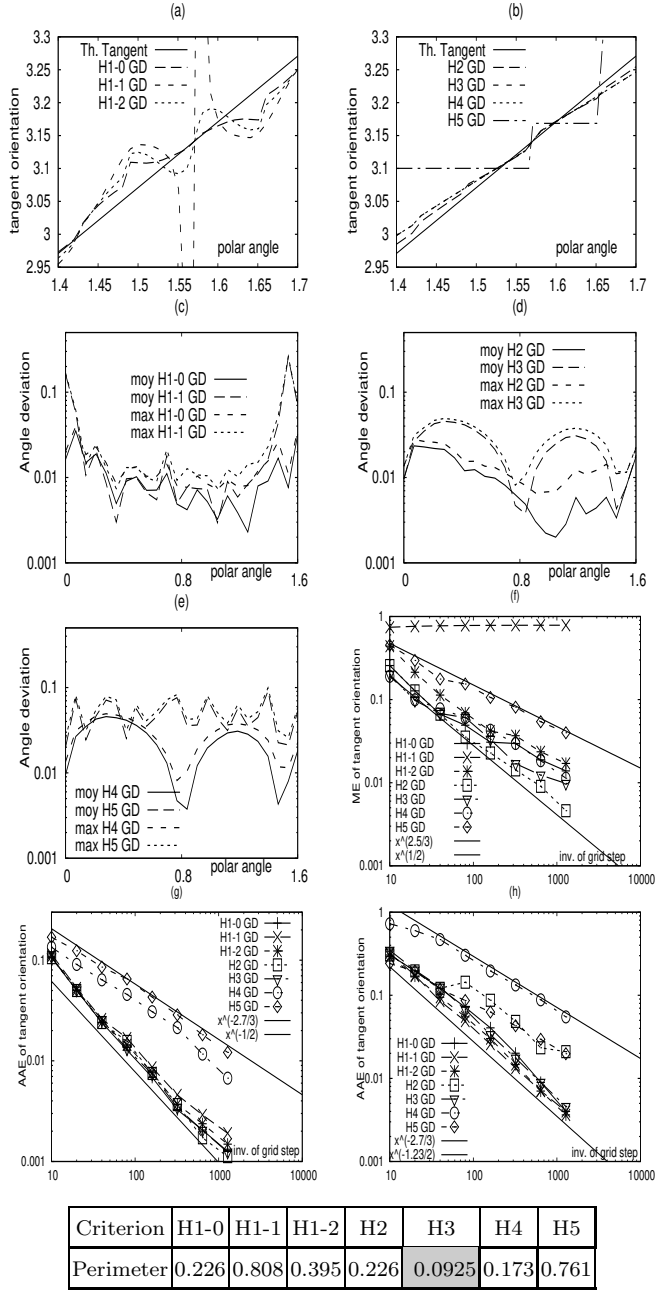 (a)
3.3
3.25
3.2
3.15
3.1
3.05
3
2.95
1.4 1.45 1.5 1.55 1.6 1.65 1.7
tangent orientation
polar angle
Th. Tangent
H1-0 GD
H1-1 GD
H1-2 GD
(b)
3.3
3.25
3.2
3.15
3.1
3.05
3
2.95
1.4 1.45 1.5 1.55 1.6 1.65 1.7
tangent orientation
polar angle
Th. Tangent
H2 GD
H3 GD
H4 GD
H5 GD
(c)
0.1
0.01
0.001
0 0.8 1.6
Angle deviation
polar angle
moy H1-0 GD
moy H1-1 GD
max H1-0 GD
max H1-1 GD
(d)
0.1
0.01
0.001
0 0.8 1.6
Angle deviation
polar angle
moy H2 GD
moy H3 GD
max H2 GD
max H3 GD
(e)
0.1
0.01
0.001
0 0.8 1.6
Angle deviation
polar angle
moy H4 GD
moy H5 GD
max H4 GD
max H5 GD
(f)
1
0.1
0.01
0.001
10 100 1000 10000
ME of tangent orientation
inv. of grid step
H1-0 GD
H1-1 GD
H1-2 GD
H2 GD
H3 GD
H4 GD
H5 GD
x^(2.5/3)
x^(1/2)
(g)
0.1
0.01
0.001
10 100 1000 10000
AAE of tangent orientation
inv. of grid step
H1-0 GD
H1-1 GD
H1-2 GD
H2 GD
H3 GD
H4 GD
H5 GD
x^(-2.7/3)
x^(-1/2)
(h)
1
0.1
0.01
0.001
10 100 1000 10000
AAE of tangent orientation
inv. of grid step
H1-0 GD
H1-1 GD
H1-2 GD
H2 GD
H3 GD
H4 GD
H5 GD
x^(-2.7/3)
x^(-1.23/2)
Criterion H1-0 H1-1 H1-2 H2 H3 H4 H5
Perimeter 0.226 0.808 0.395 0.226 0.0925 0.173 0.761